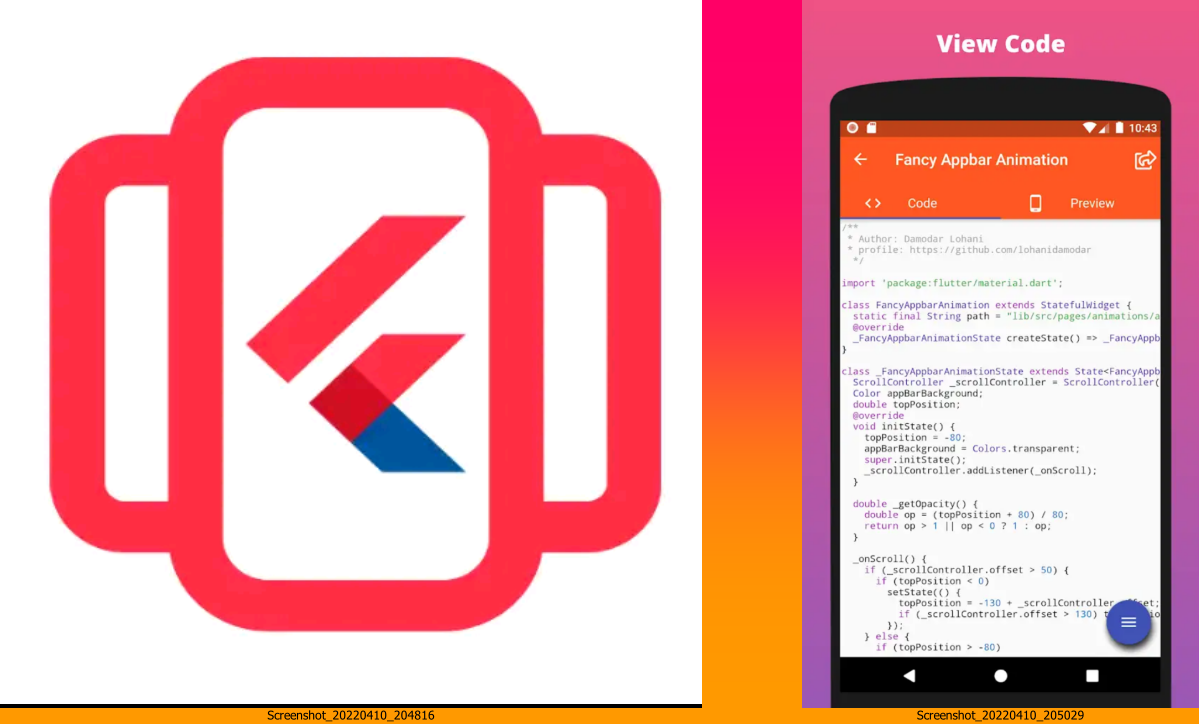 View Code
10:43
Fancy Appbar Animation
Code
Preview
/**
* Author: Damodar Lohani
* profile: https://github.com/lohanidamodar
*/
import 'package:flutter/material.dart';
class FancyAppbarAnimation extends StatefulWidget {
static final String path = "lib/src/pages/animations/a
@override
_FancyAppbarAnimationState createState() => _FancyAppb
}
class _FancyAppbarAnimationState extends State<FancyAppb
ScrollController _scrollController = ScrollController(
Color appBarBackground;
double topPosition;
@override
void initState() {
topPosition = -80;
appBarBackground = Colors.transparent;
super.initState();
_scrollController.addListener(_onScroll);
}
double _getOpacity() {
double op = (topPosition + 80) / 80;
return op > 1 || op < 0 ? 1 : op;
}
_onScroll() {
if (_scrollController.offset > 50) {
if (topPosition < 0)
setState(() {
topPosition = -130 + _scrollController
if (_scrollController.offset > 130)
});
} else {
if (topPosition > -80)
Screenshot_20220410_204816
Screenshot_20220410_205029